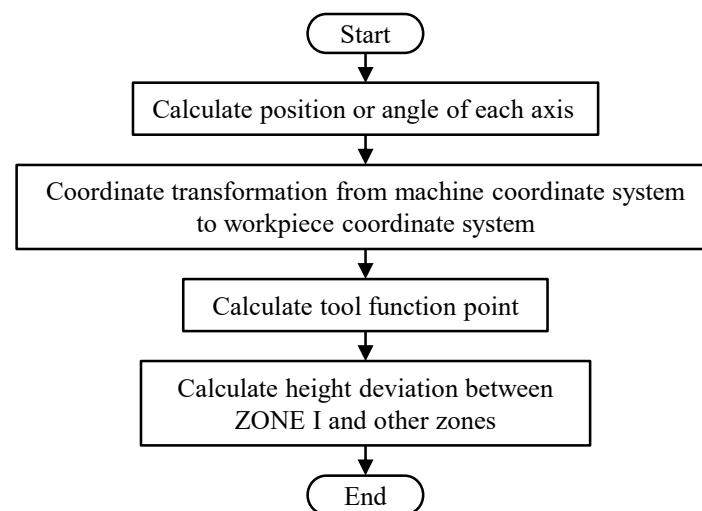 Start
Calculate position or angle of each axis
Coordinate transformation from machine coordinate system
to workpiece coordinate system
Calculate tool function point
Calculate height deviation between
ZONE I and other zones
End